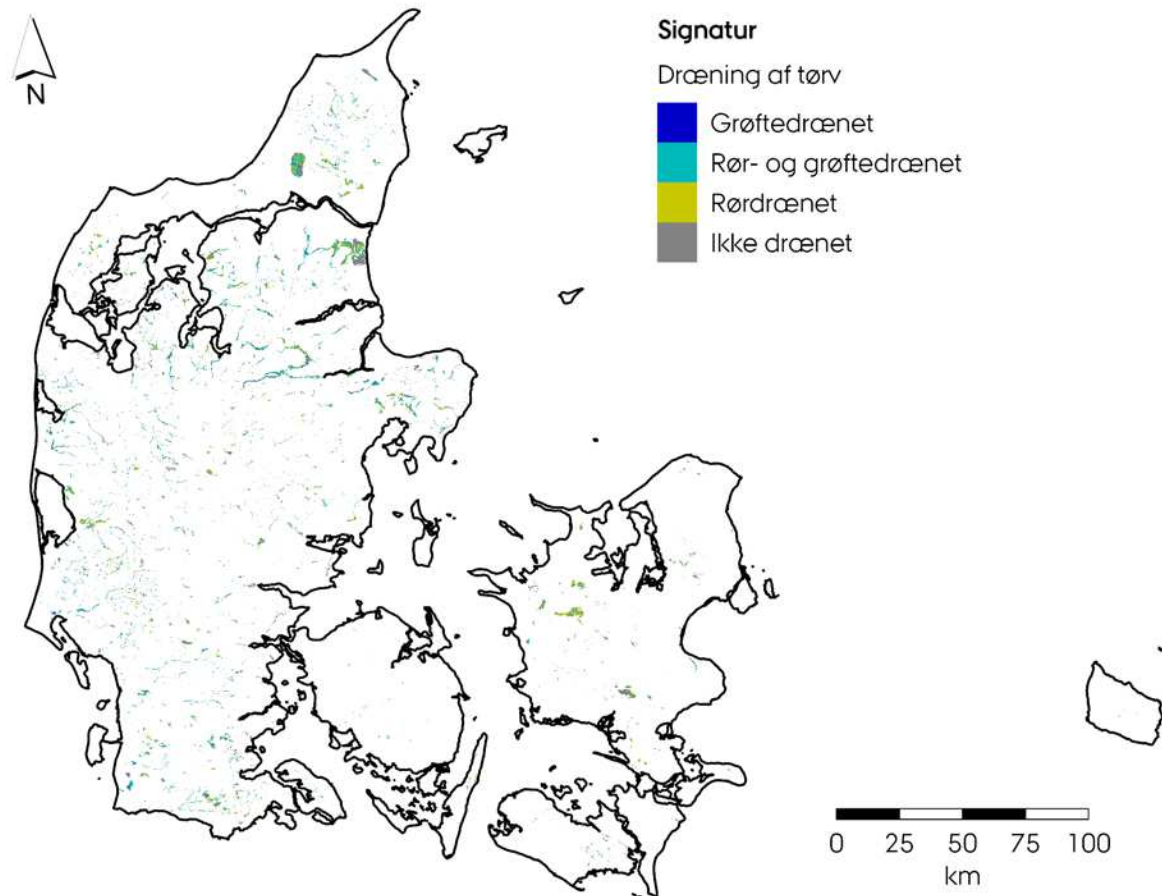 N
Signatur
Dræning af tørv
Grøftedrænet
Rør- og grøftedrænet
Rørdrænet
Ikke drænet
0 25 50 75 100
km